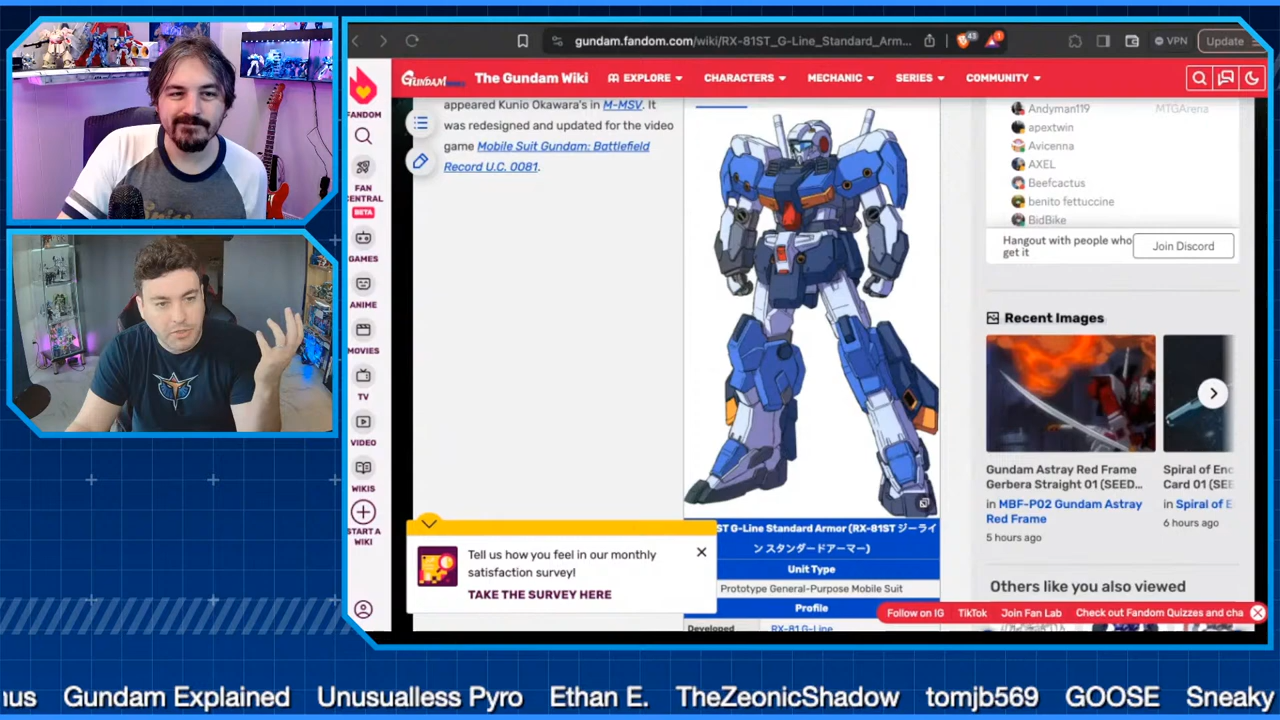 gundam.fandom.com/wiki/RX-81ST_G-Line_Standard_Arm...
43
1
VPN
Update
GUNDAM
The Gundam Wiki
EXPLORE
CHARACTERS
MECHANIC
SERIES
COMMUNITY
FANDOM
FAN
CENTRAL
BETA
GAMES
ANIME
MOVIES
TV
VIDEO
WIKIS
START A
WIKI
appeared Kunio Okawara's in M-MSV. It
was redesigned and updated for the video
game Mobile Suit Gundam: Battlefield
Record U.C. 0081.
ST G-Line Standard Armor (RX-81ST ジーライ
ン スタンダードアーマー)
Unit Type
Prototype General-Purpose Mobile Suit
Profile
Developed
RX-81 G-Line
Tell us how you feel in our monthly
satisfaction survey!
TAKE THE SURVEY HERE
Andyman119
MTGArena
apextwin
Avicenna
AXEL
Beefcactus
benito fettuccine
BidBike
Hangout with people who
get it
Join Discord
Recent Images
Gundam Astray Red Frame
Gerbera Straight 01 (SEED...
in MBF-P02 Gundam Astray
Red Frame
5 hours ago
Spiral of Enc
Card 01 (SEE
in Spiral of E
6 hours ago
Others like you also viewed
Follow on IG
TikTok
Join Fan Lab
Check out Fandom Quizzes and cha
nus Gundam Explained Unusualless Pyro Ethan E. TheZeonicShadow tomjb569 GOOSE Sneaky